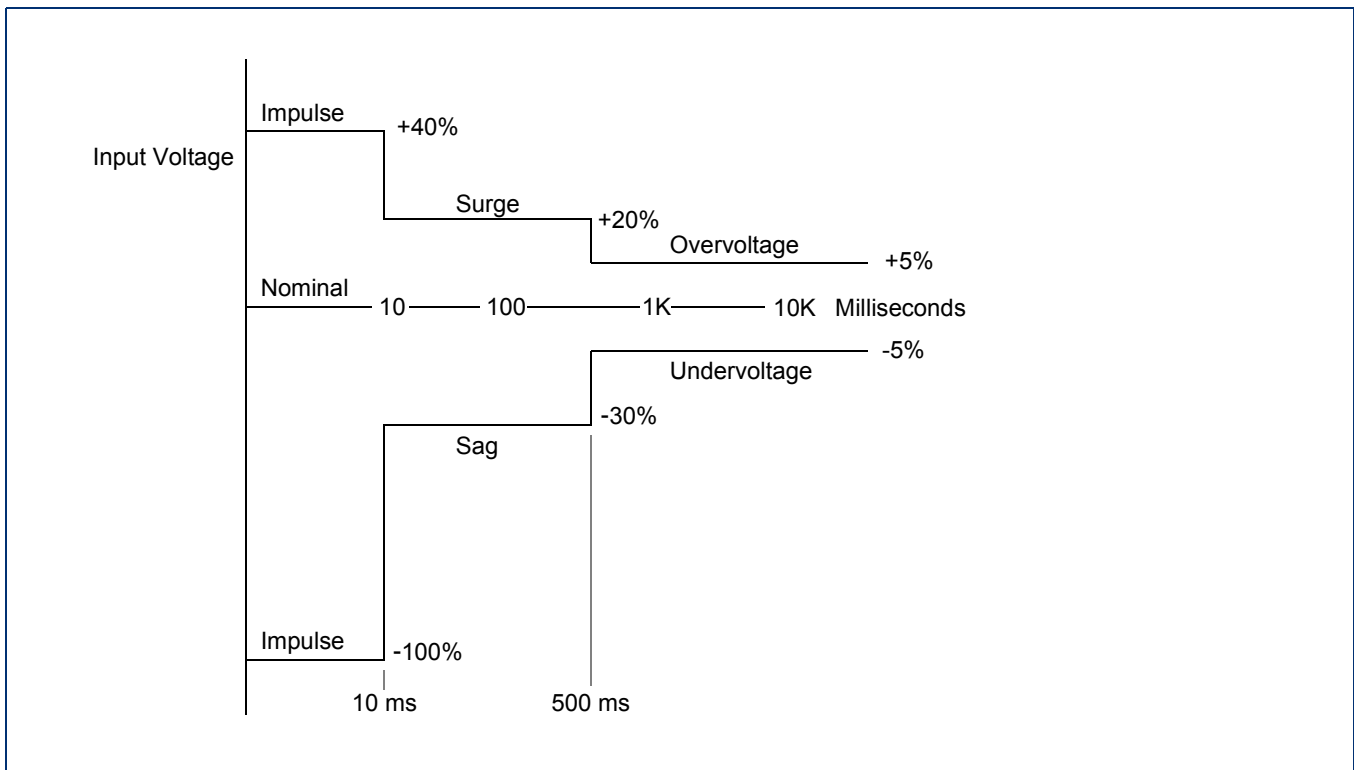 Impulse
+40%
Input Voltage
Surge
+20%
Overvoltage
+5%
Nominal
10 100 1K 10K Milliseconds
-5%
Undervoltage
-30%
Sag
Impulse
-100%
10 ms 500 ms